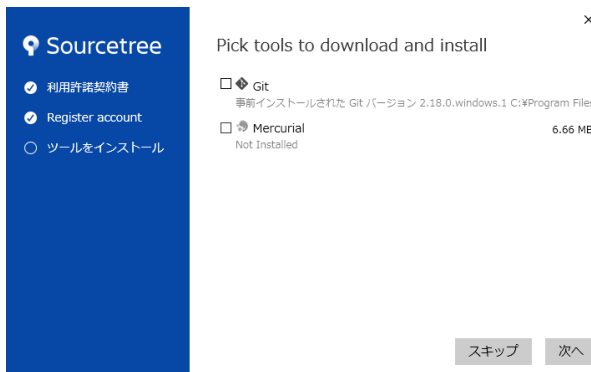 Sourcetree
利用許諾契約書
Register account
ツールをインストール
Pick tools to download and install
Git
事前インストールされた Git バージョン 2.18.0.windows.1 C:¥Program Files
Mercurial 6.66 MB
Not Installed
スキップ 次へ